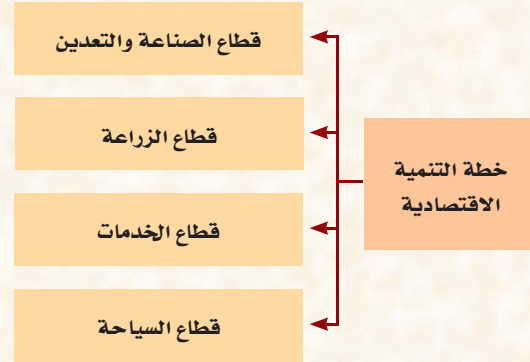 خطة التنمية
الاقتصادية
قطاع الصناعة والتعدين
قطاع الزراعة
قطاع الخدمات
قطاع السياحة